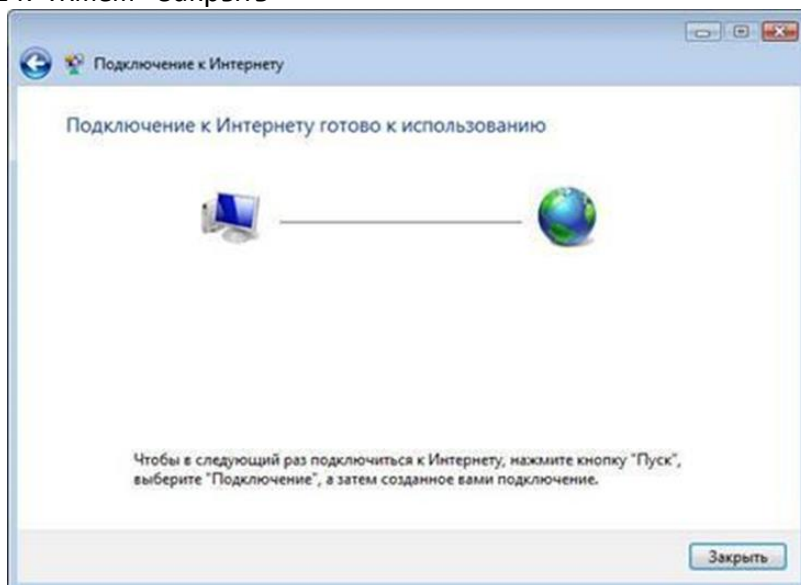 Подключение к Интернету
Подключение к Интернету готово к использованию
Чтобы в следующий раз подключиться к Интернету, нажмите кнопку "Пуск",
выберите "Подключение", а затем созданное вами подключение.
Закрыть